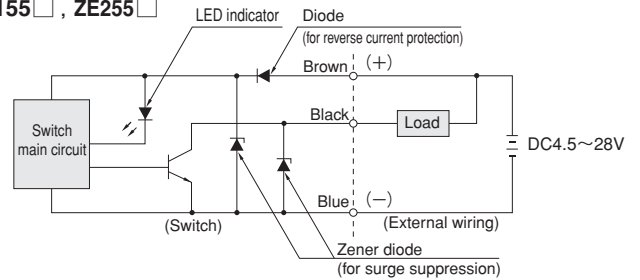 155□ , ZE255□
LED indicator
Diode
(for reverse current protection)
Brown
(+)
Black
Load
Switch
main circuit
DC4.5~28V
Blue
(−)
(Switch)
(External wiring)
Zener diode
(for surge suppression)